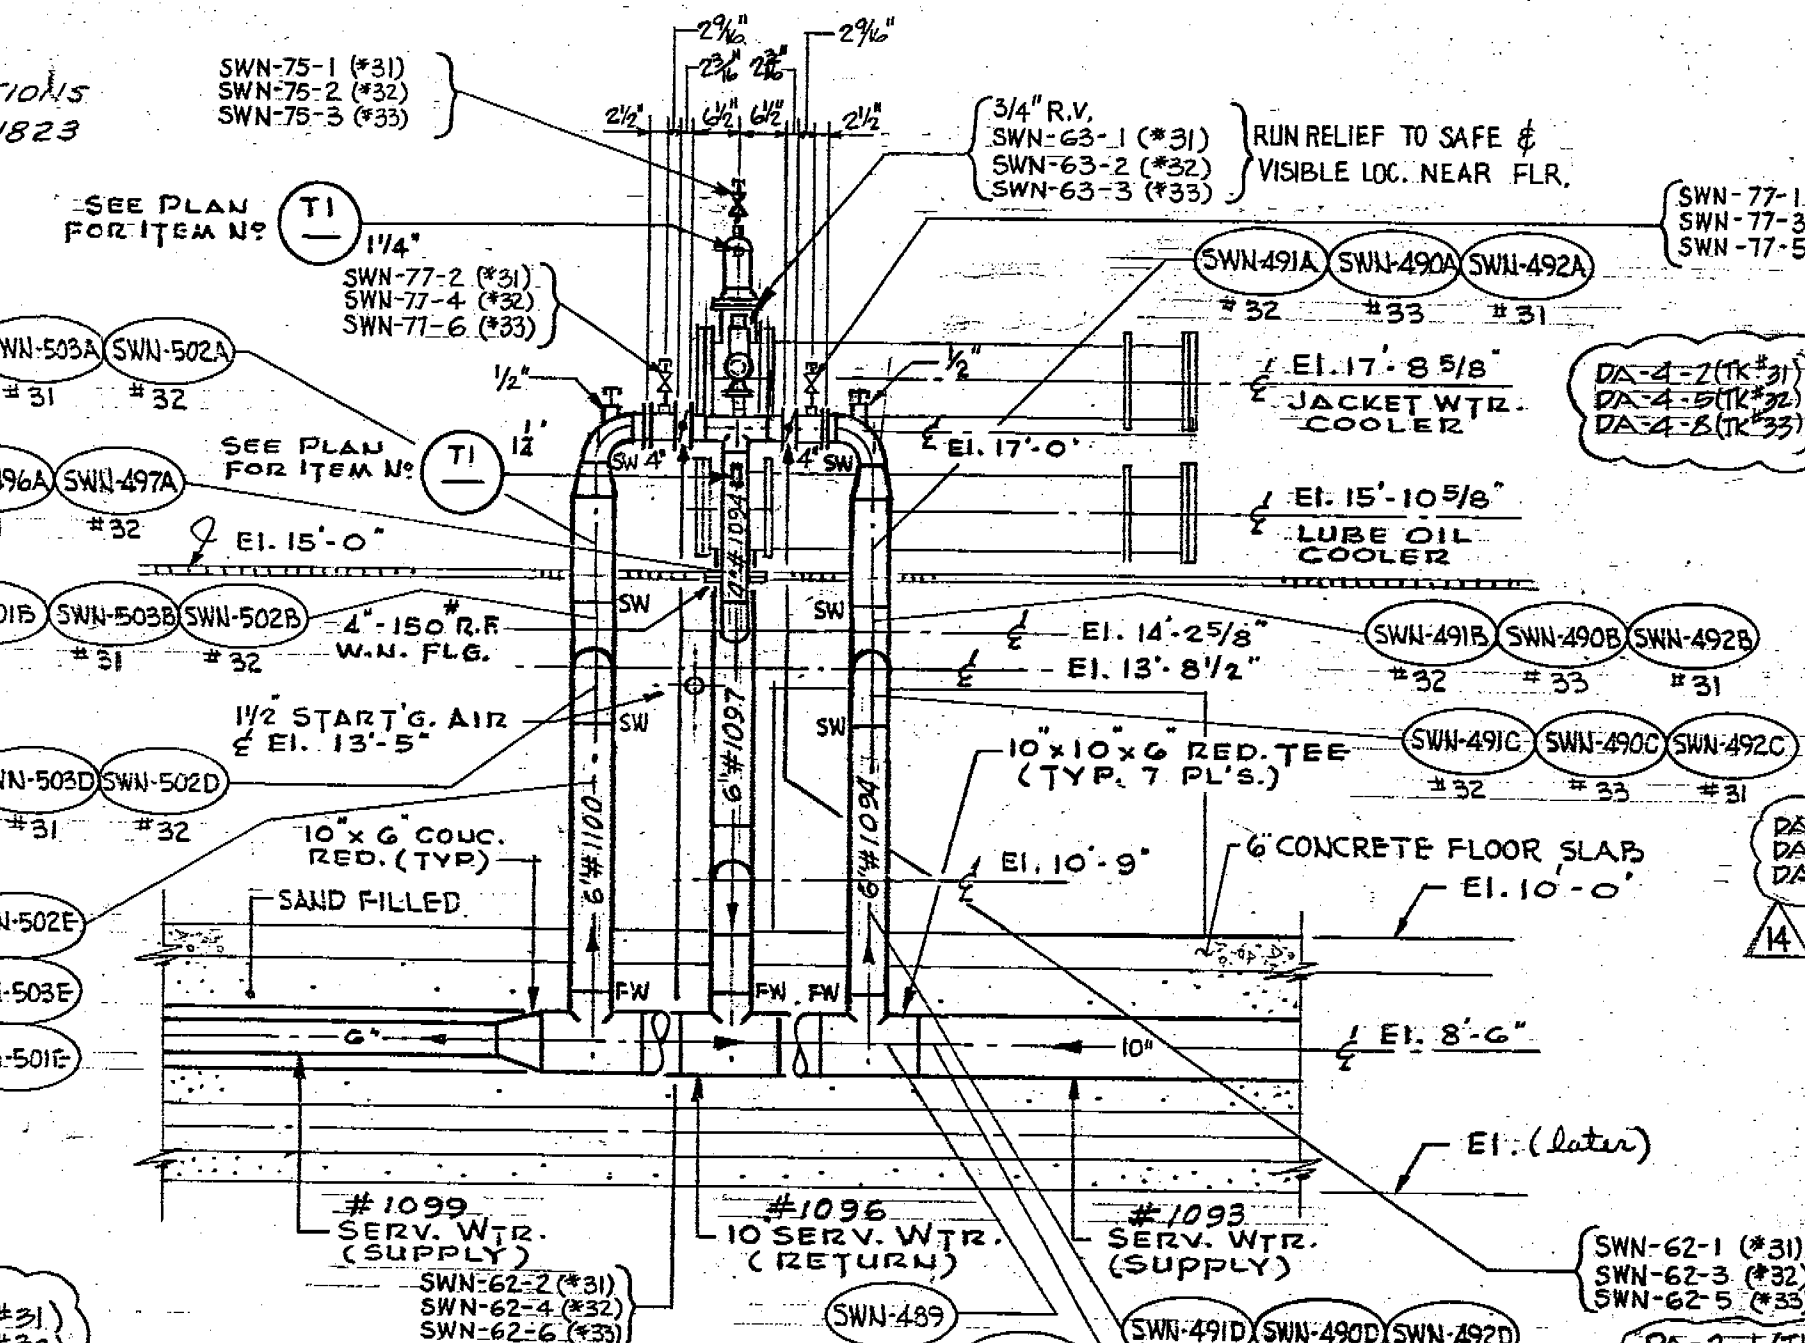 2 9/16"
2 9/16"
2 3/16"
2 3/16"
2 1/2"
6 1/2"
6 1/2"
2 1/2"
SWN-75-1 (#31)
SWN-75-2 (#32)
SWN-75-3 (#33)
1823
3/4" R.V.
SWN-63-1 (#31)
SWN-63-2 (#32)
SWN-63-3 (#33)
RUN RELIEF TO SAFE &
VISIBLE LOC. NEAR FLR.
SWN-77-1
SWN-77-3
SWN-77-5
SEE PLAN
FOR ITEM Nº
T1
1 1/4"
SWN-77-2 (#31)
SWN-77-4 (#32)
SWN-77-6 (#33)
SWN-491A
SWN-490A
SWN-492A
#32
#33
#31
WN-503A
SWN-502A
#31
#32
1/2"
1/2"
℄ El. 17'-8 5/8"
JACKET WTR.
COOLER
DA-4-2(TK#31)
DA-4-5(TK#32)
DA-4-8(TK#33)
SEE PLAN
FOR ITEM Nº
T1
1 1/4"
SW 4"
4" SW
℄ El. 17'-0"
496A
SWN-497A
#32
℄ El. 15'-10 5/8"
LUBE OIL
COOLER
El. 15'-0"
#1094
01B
SWN-503B
SWN-502B
#31
#32
4"-150# R.F.
W.N. FLG.
SW
SW
℄ El. 14'-2 5/8"
℄ El. 13'-8 1/2"
SWN-491B
SWN-490B
SWN-492B
#32
#33
#31
1 1/2" START'G. AIR
℄ El. 13'-5"
SW
SW
SWN-491C
SWN-490C
SWN-492C
#32
#33
#31
WN-503D
SWN-502D
#31
#32
10" x 10" x 6" RED. TEE
(TYP. 7 PL'S.)
6"#1100
6"#1097
6"#1094
10" x 6" CONC.
RED. (TYP)
℄ El. 10'-9"
6" CONCRETE FLOOR SLAB
El. 10'-0"
DA
DA
DA
14
SAND FILLED
N-502E
-503E
-501E
FW
FW
FW
6"
10"
℄ El. 8'-6"
El. (later)
#1099
SERV. WTR.
(SUPPLY)
#1096
10" SERV. WTR.
(RETURN)
#1093
SERV. WTR.
(SUPPLY)
SWN-62-2 (#31)
SWN-62-4 (#32)
SWN-62-6 (#33)
SWN-62-1 (#31)
SWN-62-3 (#32)
SWN-62-5 (#33)
#31)
SWN-489
SWN-491D
SWN-490D
SWN-492D